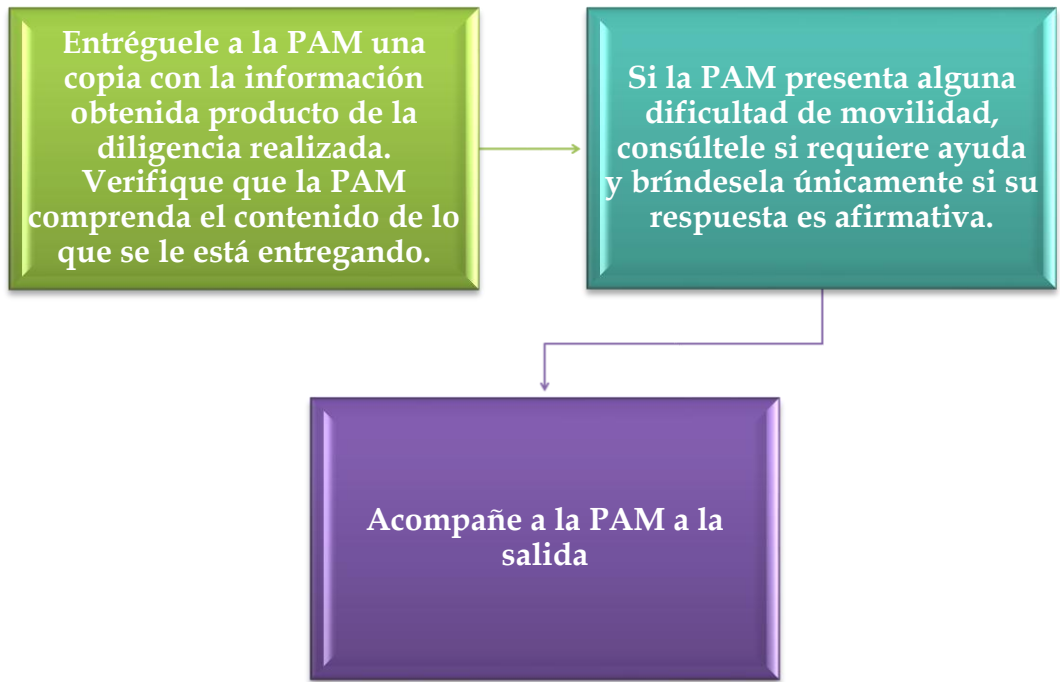 Entréguele a la PAM una
copia con la información
obtenida producto de la
diligencia realizada.
Verifique que la PAM
comprenda el contenido de lo
que se le está entregando.
Si la PAM presenta alguna
dificultad de movilidad,
consúltele si requiere ayuda
y bríndesela únicamente si su
respuesta es afirmativa.
Acompañe a la PAM a la
salida